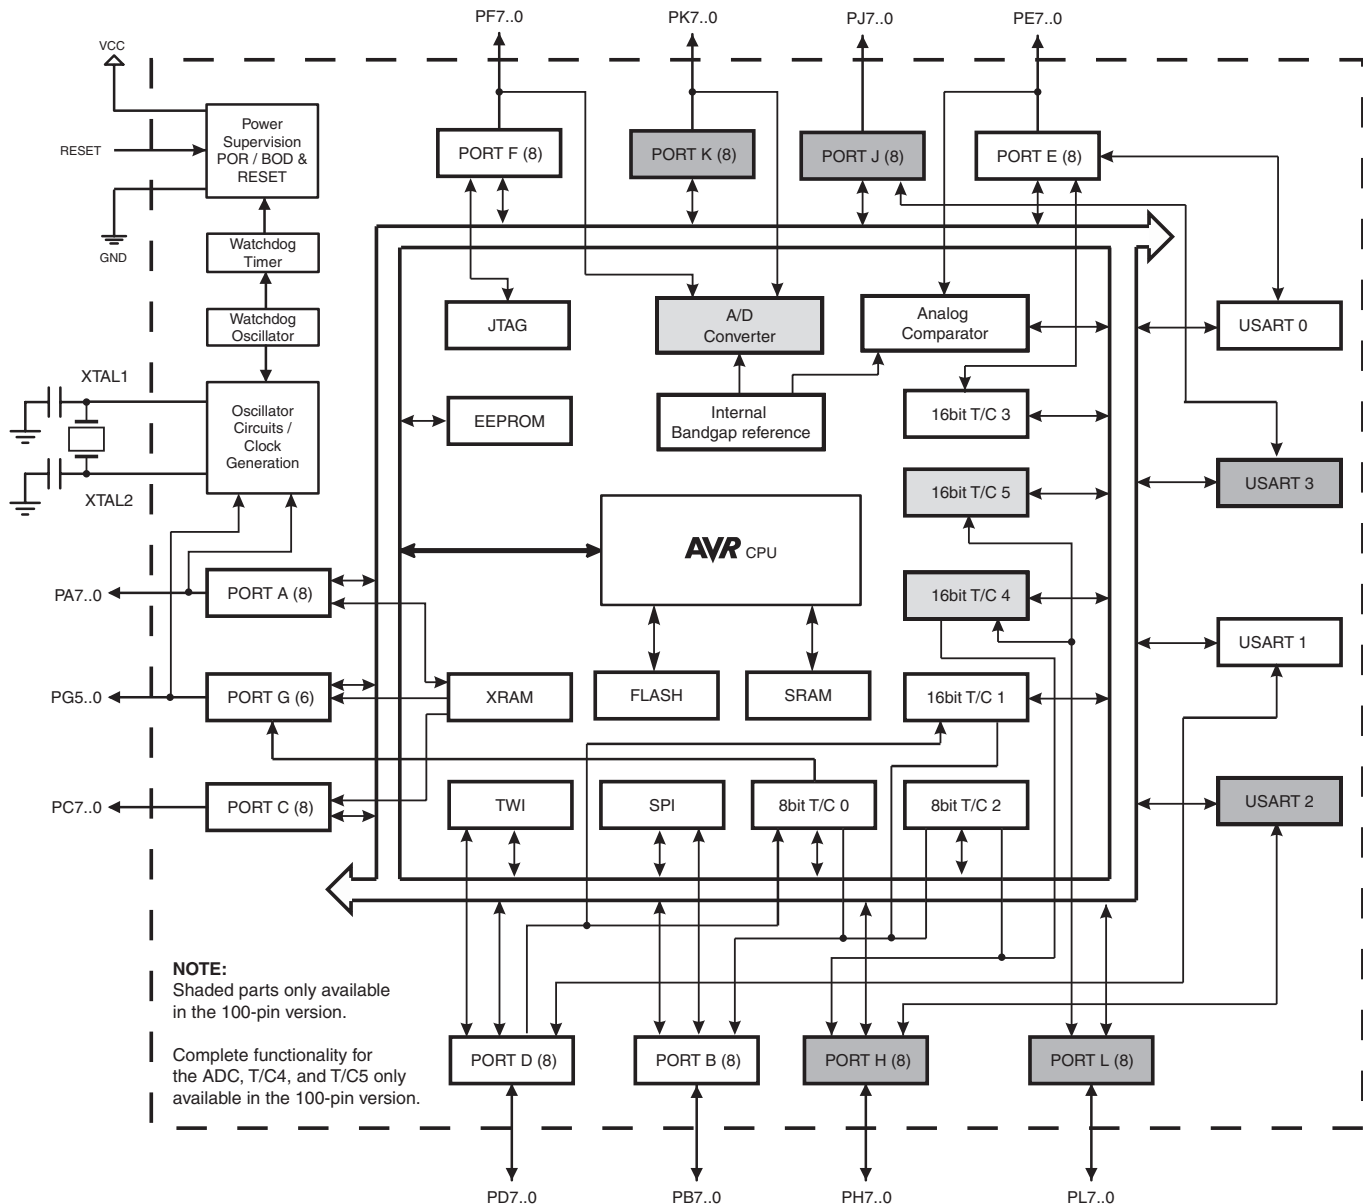 PF7..0
PK7..0
PJ7..0
PE7..0
VCC
RESET
GND
Power
Supervision
POR / BOD &
RESET
PORT F (8)
PORT K (8)
PORT J (8)
PORT E (8)
Watchdog
Timer
Watchdog
Oscillator
JTAG
A/D
Converter
Analog
Comparator
USART 0
XTAL1
XTAL2
Oscillator
Circuits /
Clock
Generation
EEPROM
Internal
Bandgap reference
16bit T/C 3
16bit T/C 5
USART 3
AVR CPU
PA7..0
PORT A (8)
16bit T/C 4
USART 1
PG5..0
PORT G (6)
XRAM
FLASH
SRAM
16bit T/C 1
PC7..0
PORT C (8)
TWI
SPI
8bit T/C 0
8bit T/C 2
USART 2
NOTE:
Shaded parts only available
in the 100-pin version.
Complete functionality for
the ADC, T/C4, and T/C5 only
available in the 100-pin version.
PORT D (8)
PORT B (8)
PORT H (8)
PORT L (8)
PD7..0
PB7..0
PH7..0
PL7..0